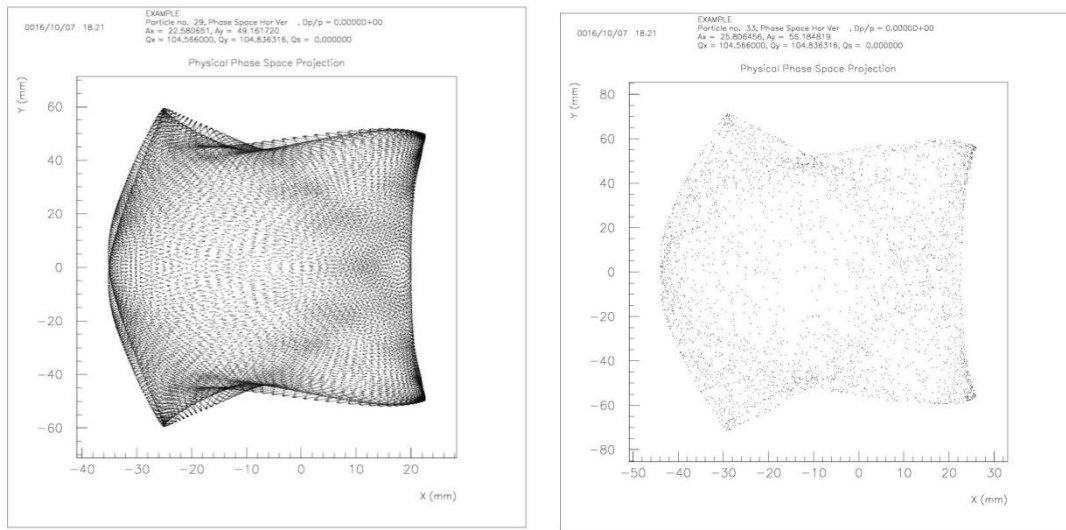 0016/10/07 18.21
EXAMPLE
Particle no. 29, Phase Space Hor Ver , Dp/p = 0.0000D+00
Ax = 22.580651, Ay = 49.161720
Qx = 104.566000, Qy = 104.836316, Qs = 0.000000
Physical Phase Space Projection
Y (mm)
60
40
20
0
−20
−40
−60
−40 −30 −20 −10 0 10 20
X (mm)
0016/10/07 18.21
EXAMPLE
Particle no. 33, Phase Space Hor Ver , Dp/p = 0.0000D+00
Ax = 25.806456, Ay = 56.184819
Qx = 104.566000, Qy = 104.836316, Qs = 0.000000
Physical Phase Space Projection
Y (mm)
80
60
40
20
0
−20
−40
−60
−80
−50 −40 −30 −20 −10 0 10 20 30
X (mm)